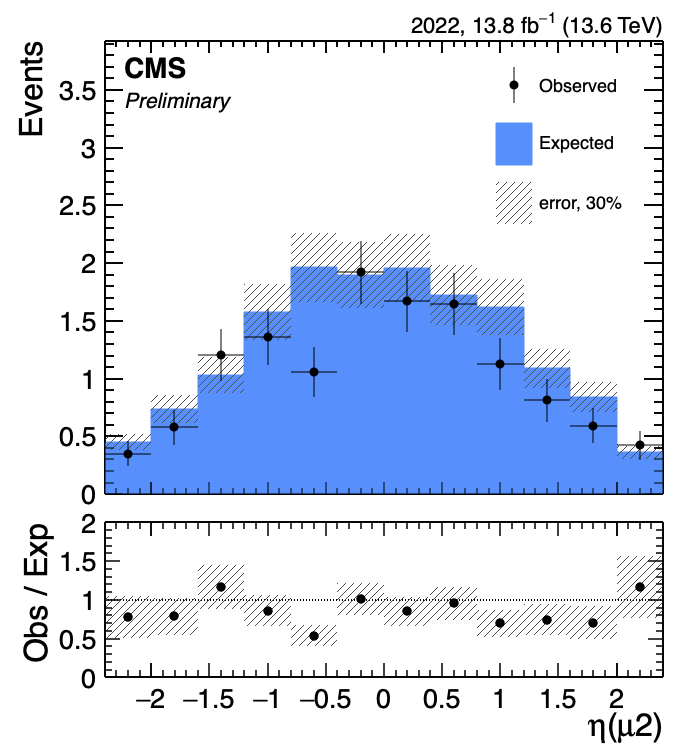 2022, 13.8 fb⁻¹ (13.6 TeV)
CMS
Preliminary
Observed
Expected
error, 30%
Events
3.5
3
2.5
2
1.5
1
0.5
0
Obs / Exp
2
1.5
1
0.5
0
−2 −1.5 −1 −0.5 0 0.5 1 1.5 2
η(μ2)